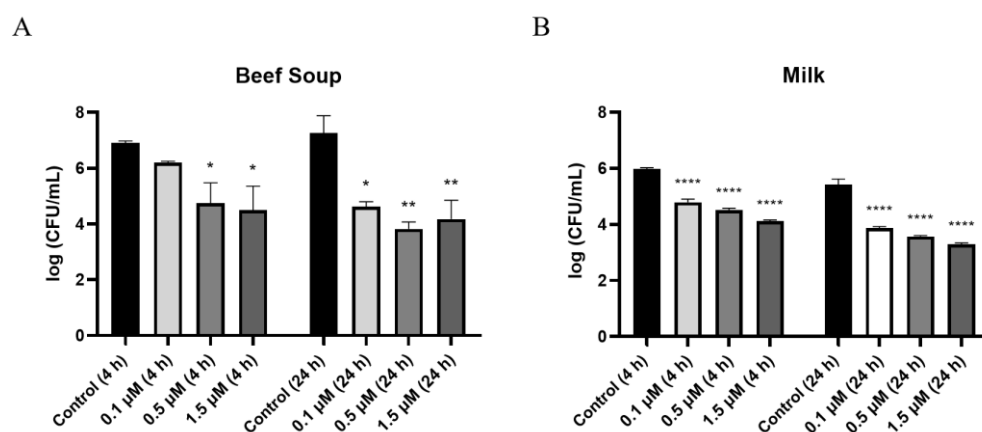 A
Beef Soup
log (CFU/mL)
8
6
4
2
0
*
*
*
**
**
Control (4 h)
0.1 µM (4 h)
0.5 µM (4 h)
1.5 µM (4 h)
Control (24 h)
0.1 µM (24 h)
0.5 µM (24 h)
1.5 µM (24 h)
B
Milk
log (CFU/mL)
8
6
4
2
0
****
****
****
****
****
****
Control (4 h)
0.1 µM (4 h)
0.5 µM (4 h)
1.5 µM (4 h)
Control (24 h)
0.1 µM (24 h)
0.5 µM (24 h)
1.5 µM (24 h)